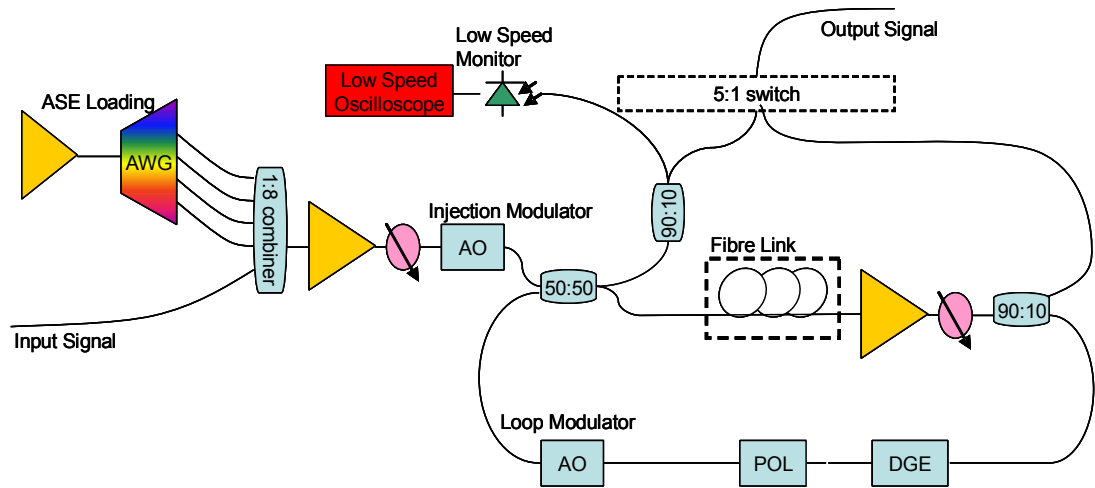 Output Signal
Low Speed
Monitor
Low Speed
Oscilloscope
5:1 switch
ASE Loading
AWG
1:8 combiner
90:10
Injection Modulator
AO
Fibre Link
50:50
90:10
Input Signal
Loop Modulator
AO
POL
DGE